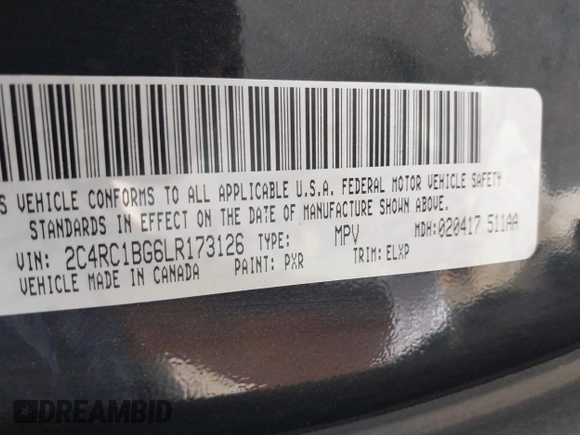 S VEHICLE CONFORMS TO ALL APPLICABLE U.S.A. FEDERAL MOTOR VEHICLE SAFETY
STANDARDS IN EFFECT ON THE DATE OF MANUFACTURE SHOWN ABOVE.
VIN: 2C4RC1BG6LR173126 TYPE: MPV MDH:020417 511AA
VEHICLE MADE IN CANADA PAINT: PXR TRIM: ELXP
DREAMBID